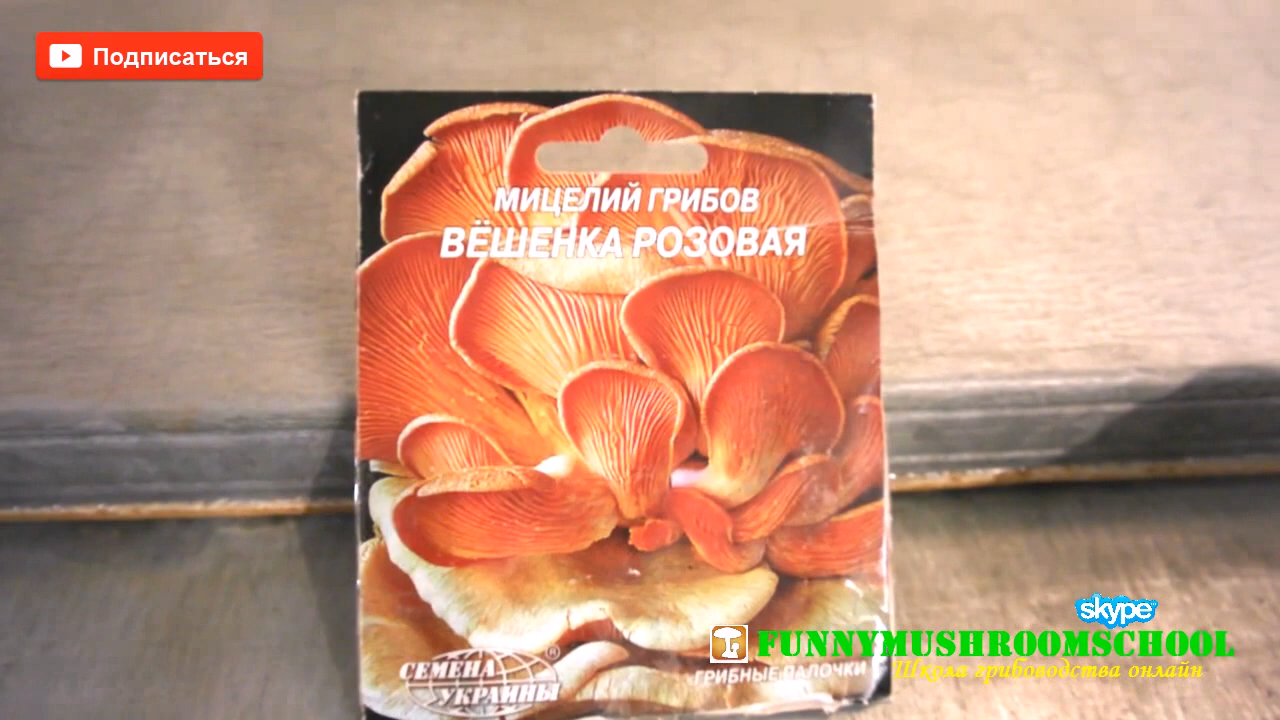 Подписаться
МИЦЕЛИЙ ГРИБОВ
ВЁШЕНКА РОЗОВАЯ
skype
FUNNYMUSHROOMSCHOOL
Школа грибоводства онлайн
ГРИБНЫЕ ПАЛОЧКИ
СЕМЕНА
УКРАИНЫ
®